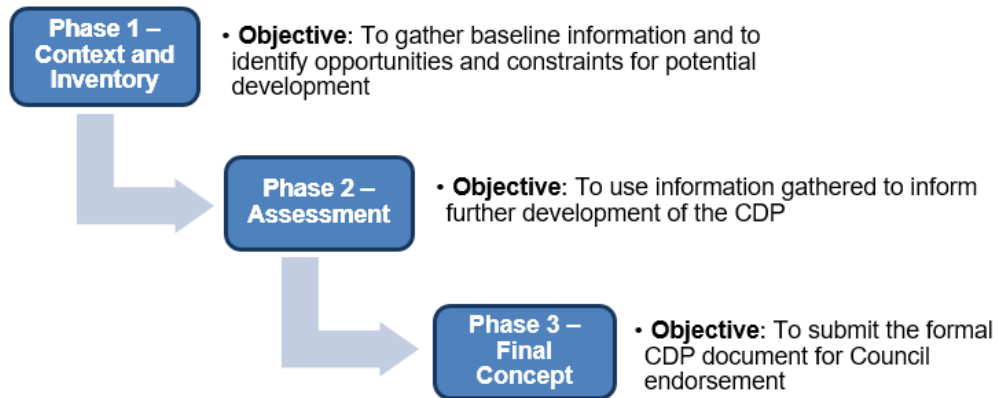 Phase 1 –
Context and
Inventory
• Objective: To gather baseline information and to
identify opportunities and constraints for potential
development
Phase 2 –
Assessment
• Objective: To use information gathered to inform
further development of the CDP
Phase 3 –
Final
Concept
• Objective: To submit the formal
CDP document for Council
endorsement